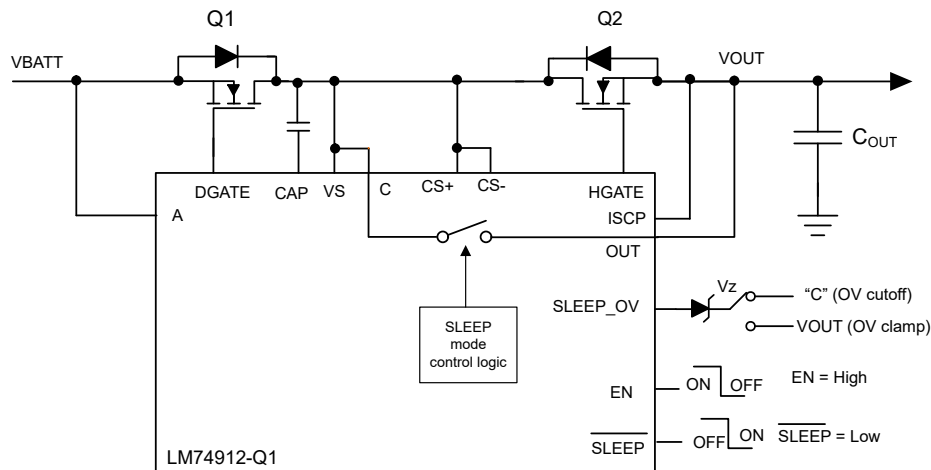 Q1
Q2
VBATT
VOUT
C_OUT
DGATE
CAP
VS
C
CS+
CS-
HGATE
A
ISCP
OUT
SLEEP
mode
control logic
SLEEP_OV
Vz
“C” (OV cutoff)
VOUT (OV clamp)
EN
ON
OFF
EN = High
SLEEP
OFF
ON
SLEEP = Low
LM74912-Q1